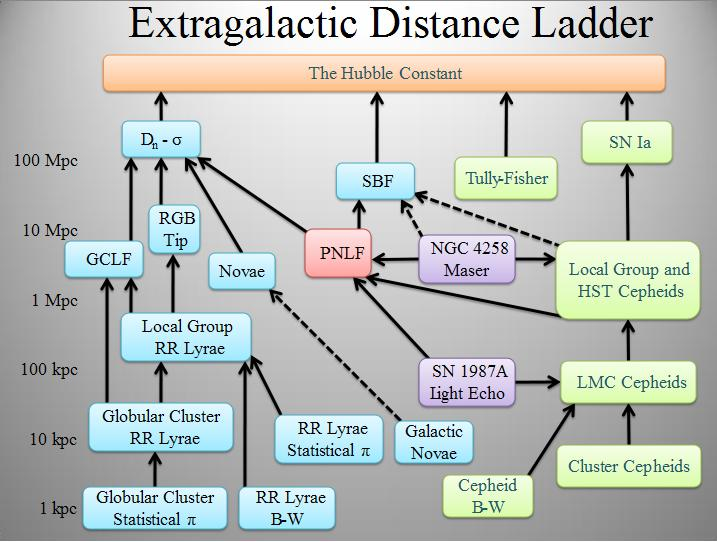 Extragalactic Distance Ladder
The Hubble Constant
Dn - σ
SN Ia
100 Mpc
SBF
Tully-Fisher
RGB
Tip
10 Mpc
GCLF
Novae
PNLF
NGC 4258
Maser
Local Group and
HST Cepheids
1 Mpc
Local Group
RR Lyrae
100 kpc
SN 1987A
light Echo
LMC Cepheids
Globular Cluster
RR Lyrae
RR Lyrae
Statistical π
Galactic
Novae
10 kpc
Cluster Cepheids
1 kpc
Globular Cluster
Statistical π
RR Lyrae
B-W
Cepheid
B-W